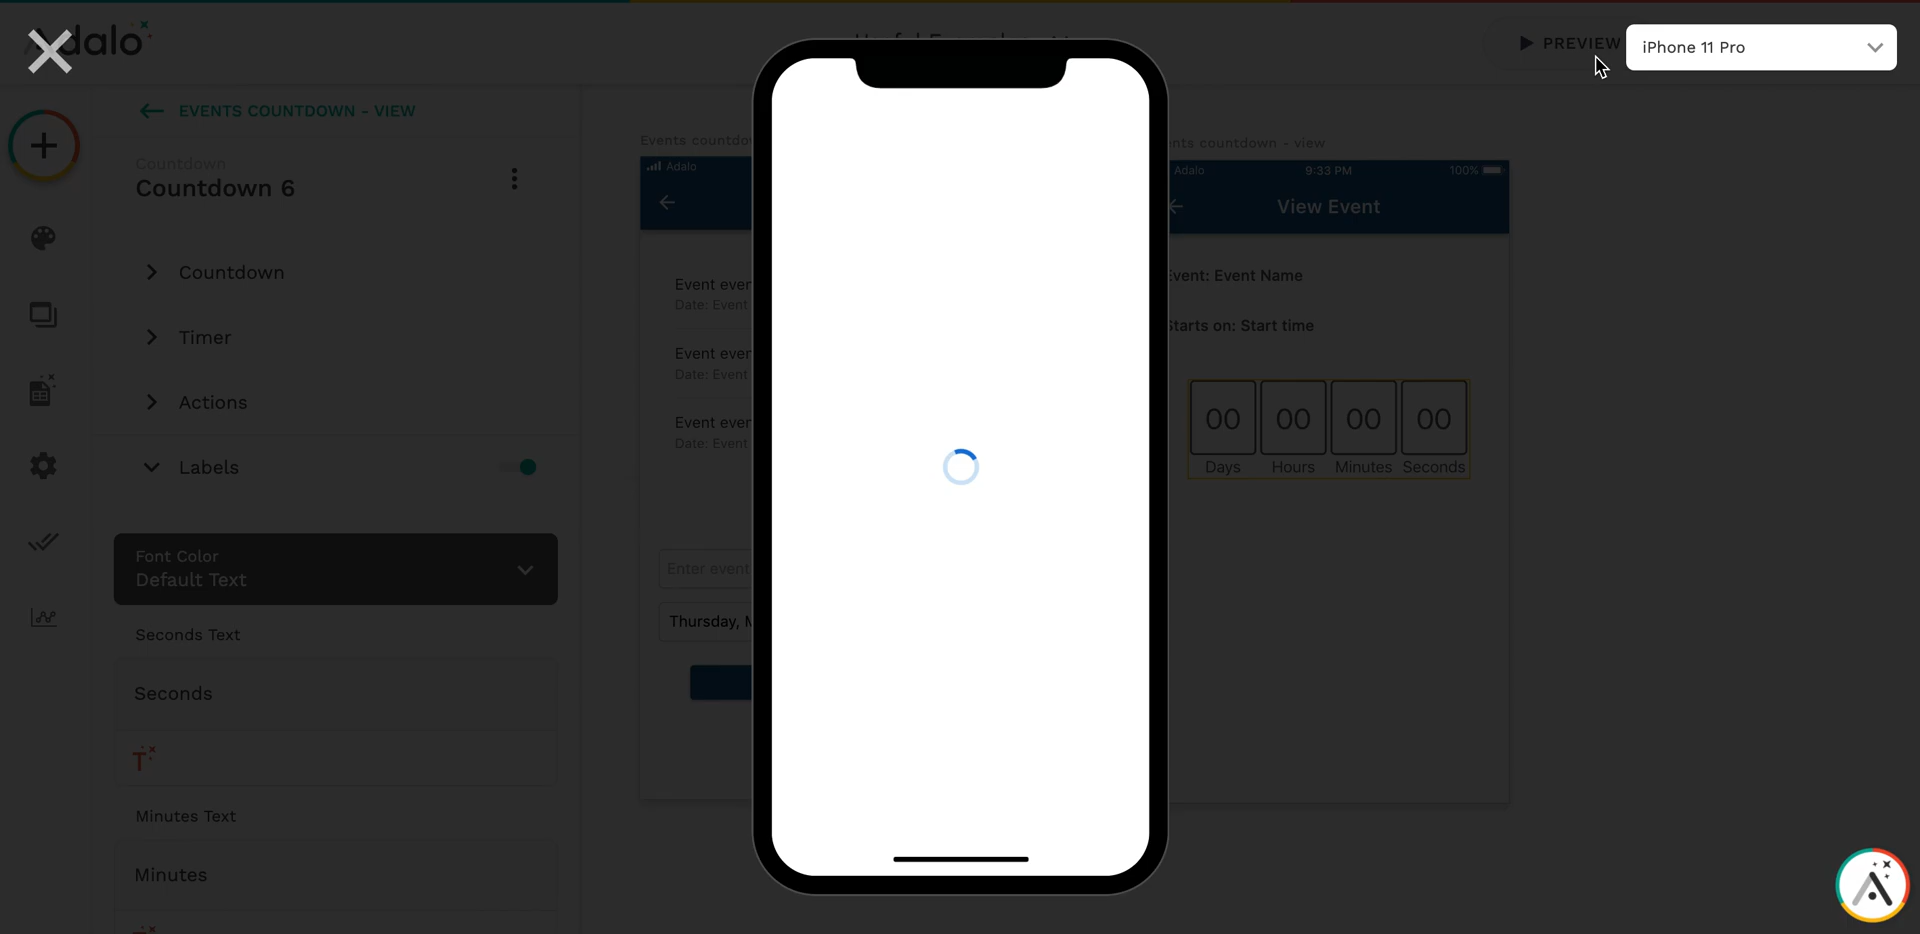 dalo
PREVIEW
iPhone 11 Pro
EVENTS COUNTDOWN - VIEW
Countdown
Countdown 6
Countdown
Timer
Actions
Labels
Font Color
Default Text
Seconds Text
Seconds
T
Minutes Text
Minutes
Events countdow
Adalo
Event ever
Date: Event
Event ever
Date: Event
Event ever
Date: Event
Enter event
Thursday, M
nts countdown - view
Adalo
9:33 PM
100%
View Event
Event: Event Name
Starts on: Start time
00 00 00 00
Days Hours Minutes Seconds